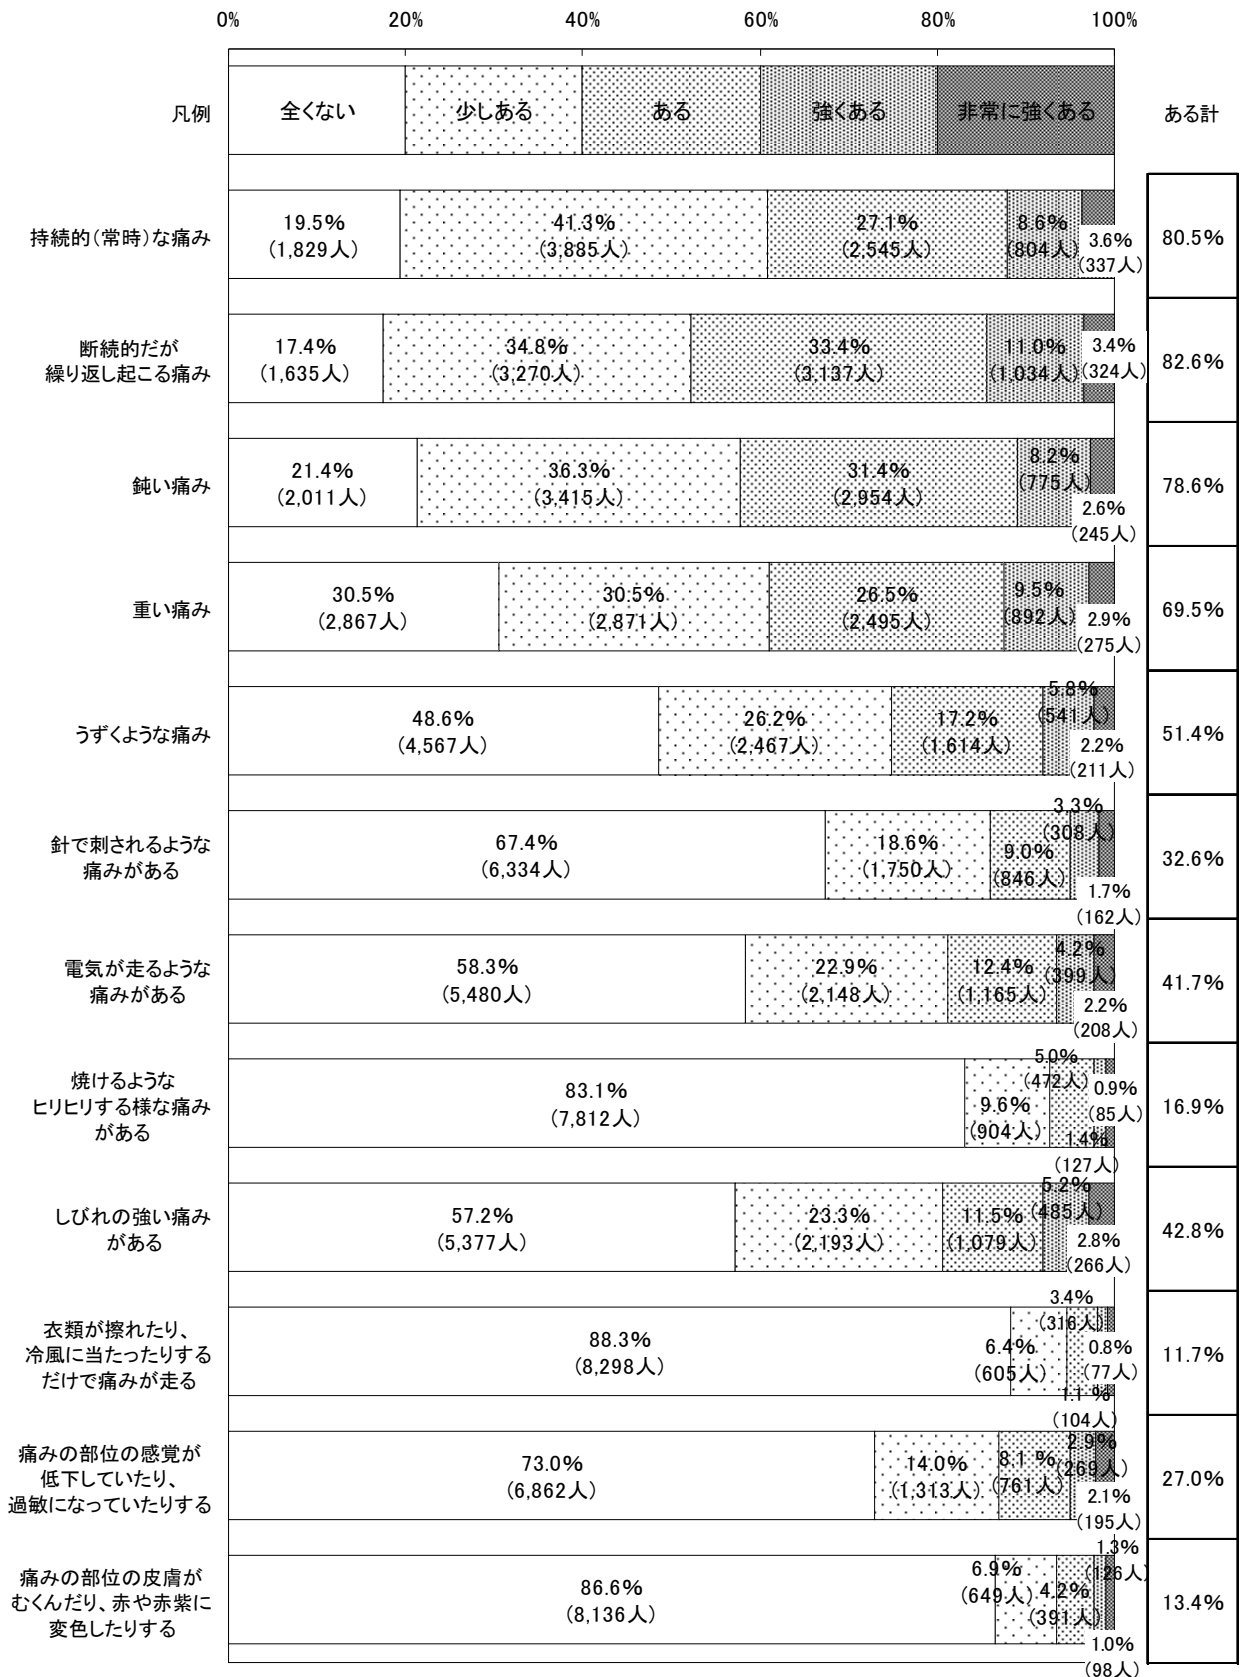 0%
20%
40%
60%
80%
100%
凡例
全くない
少しある
ある
強くある
非常に強くある
ある計
持続的(常時)な痛み
19.5%
(1,829人)
41.3%
(3,885人)
27.1%
(2,545人)
8.6%
(804人)
3.6%
(337人)
80.5%
断続的だが
繰り返し起こる痛み
17.4%
(1,635人)
34.8%
(3,270人)
33.4%
(3,137人)
11.0%
(1,034人)
3.4%
(324人)
82.6%
鈍い痛み
21.4%
(2,011人)
36.3%
(3,415人)
31.4%
(2,954人)
8.2%
(775人)
2.6%
(245人)
78.6%
重い痛み
30.5%
(2,867人)
30.5%
(2,871人)
26.5%
(2,495人)
9.5%
(892人)
2.9%
(275人)
69.5%
うずくような痛み
48.6%
(4,567人)
26.2%
(2,467人)
17.2%
(1,614人)
5.8%
(541人)
2.2%
(211人)
51.4%
針で刺されるような
痛みがある
67.4%
(6,334人)
18.6%
(1,750人)
9.0%
(846人)
3.3%
(308人)
1.7%
(162人)
32.6%
電気が走るような
痛みがある
58.3%
(5,480人)
22.9%
(2,148人)
12.4%
(1,165人)
4.2%
(399人)
2.2%
(208人)
41.7%
焼けるような
ヒリヒリする様な痛み
がある
83.1%
(7,812人)
9.6%
(904人)
5.0%
(472人)
1.4%
(127人)
0.9%
(85人)
16.9%
しびれの強い痛み
がある
57.2%
(5,377人)
23.3%
(2,193人)
11.5%
(1,079人)
5.2%
(485人)
2.8%
(266人)
42.8%
衣類が擦れたり、
冷風に当たったりする
だけで痛みが走る
88.3%
(8,298人)
6.4%
(605人)
3.4%
(316人)
1.1%
(104人)
0.8%
(77人)
11.7%
痛みの部位の感覚が
低下していたり、
過敏になっていたりする
73.0%
(6,862人)
14.0%
(1,313人)
8.1%
(761人)
2.9%
(269人)
2.1%
(195人)
27.0%
痛みの部位の皮膚が
むくんだり、赤や赤紫に
変色したりする
86.6%
(8,136人)
6.9%
(649人)
4.2%
(391人)
1.3%
(126人)
1.0%
(98人)
13.4%